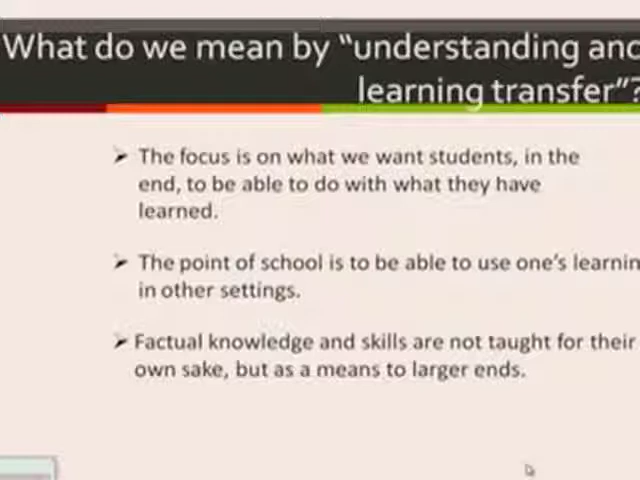 What do we mean by “understanding and
learning transfer”?
➢ The focus is on what we want students, in the
end, to be able to do with what they have
learned.
➢ The point of school is to be able to use one’s learnin
in other settings.
➢ Factual knowledge and skills are not taught for their
own sake, but as a means to larger ends.